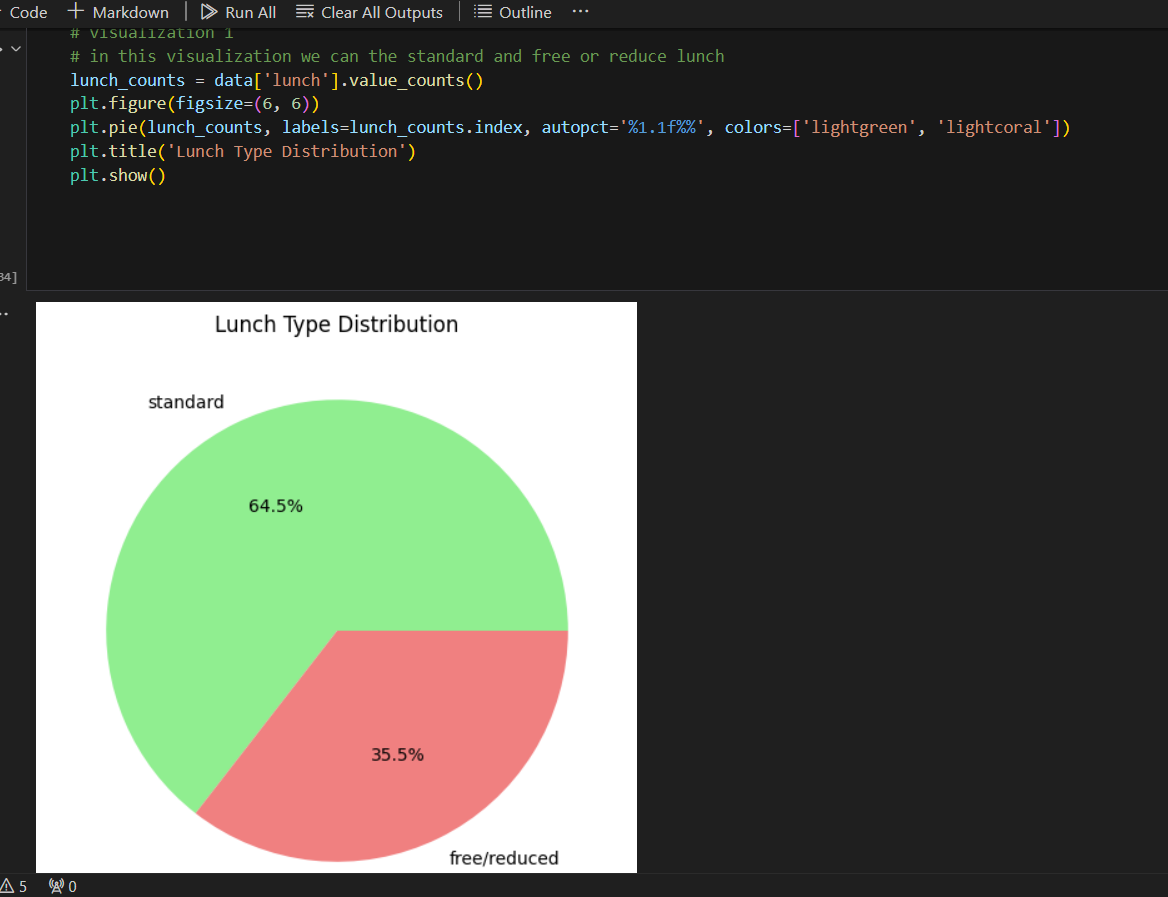 Code + Markdown | Run All Clear All Outputs | Outline ...
# visualization 1
# in this visualization we can the standard and free or reduce lunch
lunch_counts = data['lunch'].value_counts()
plt.figure(figsize=(6, 6))
plt.pie(lunch_counts, labels=lunch_counts.index, autopct='%1.1f%%', colors=['lightgreen', 'lightcoral'])
plt.title('Lunch Type Distribution')
plt.show()
34]
Lunch Type Distribution
standard
64.5%
35.5%
free/reduced
5 0